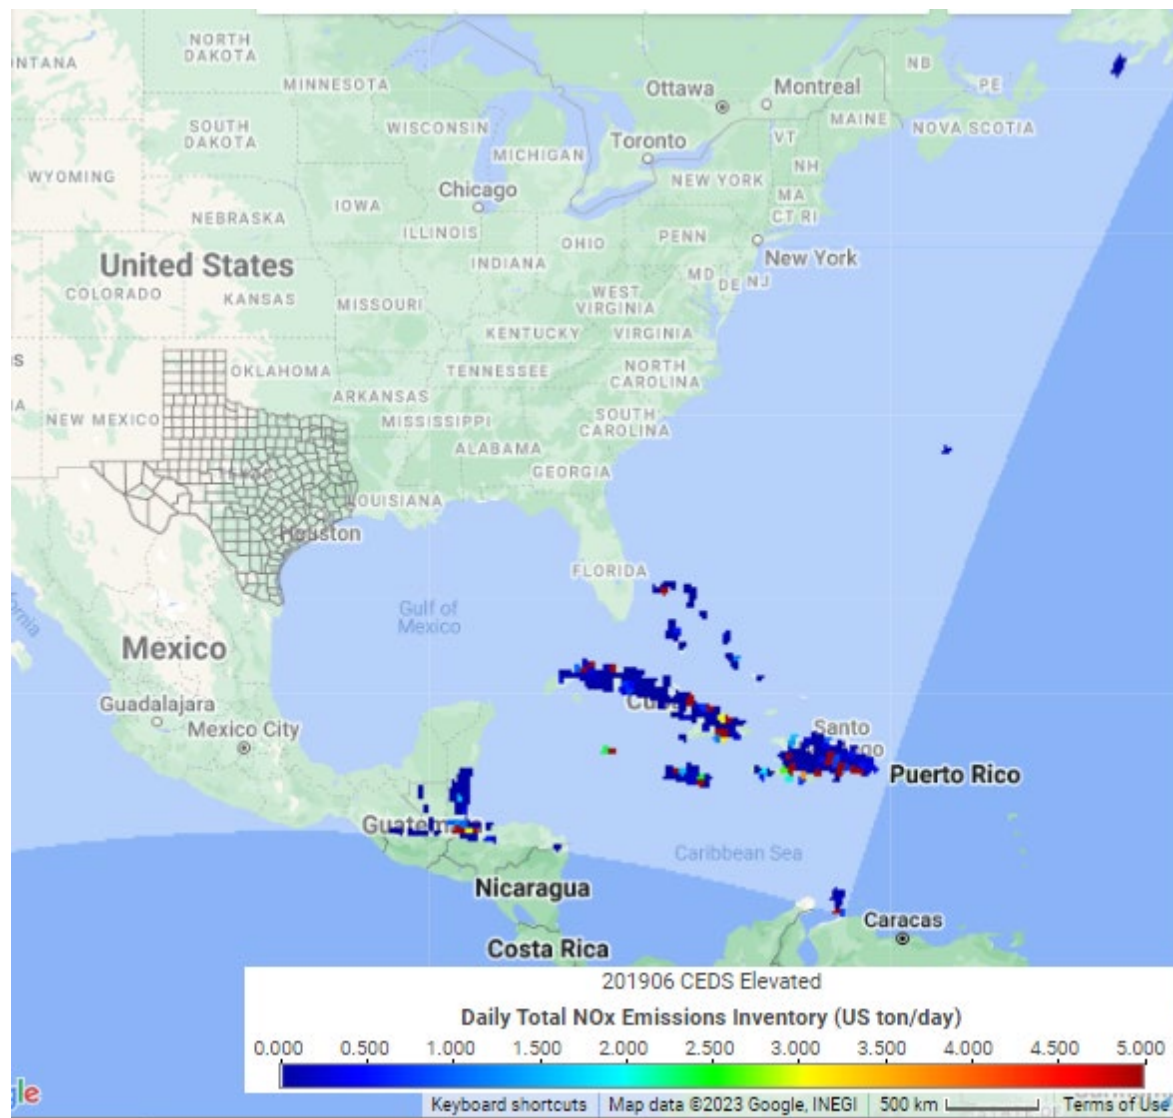 NORTH
DAKOTA
MINNESOTA
Ottawa
Montreal
NB
PE
MAINE
NOVA SCOTIA
SOUTH
DAKOTA
WISCONSIN
MICHIGAN
Toronto
VT
NH
WYOMING
NEW YORK
MA
CT RI
Chicago
IOWA
NEBRASKA
ILLINOIS
OHIO
PENN
New York
INDIANA
MD
DE
NJ
United States
COLORADO
KANSAS
MISSOURI
WEST
VIRGINIA
KENTUCKY
VIRGINIA
OKLAHOMA
TENNESSEE
NORTH
CAROLINA
ARKANSAS
NEW MEXICO
MISSISSIPPI
SOUTH
CAROLINA
ALABAMA
GEORGIA
Houston
FLORIDA
Gulf of
Mexico
Mexico
Guadalajara
Mexico City
Santo
Puerto Rico
Caribbean Sea
Nicaragua
Caracas
Costa Rica
201906 CEDS Elevated
Daily Total NOx Emissions Inventory (US ton/day)
0.000 0.500 1.000 1.500 2.000 2.500 3.000 3.500 4.000 4.500 5.000
Keyboard shortcuts Map data ©2023 Google, INEGI 500 km Terms of Use